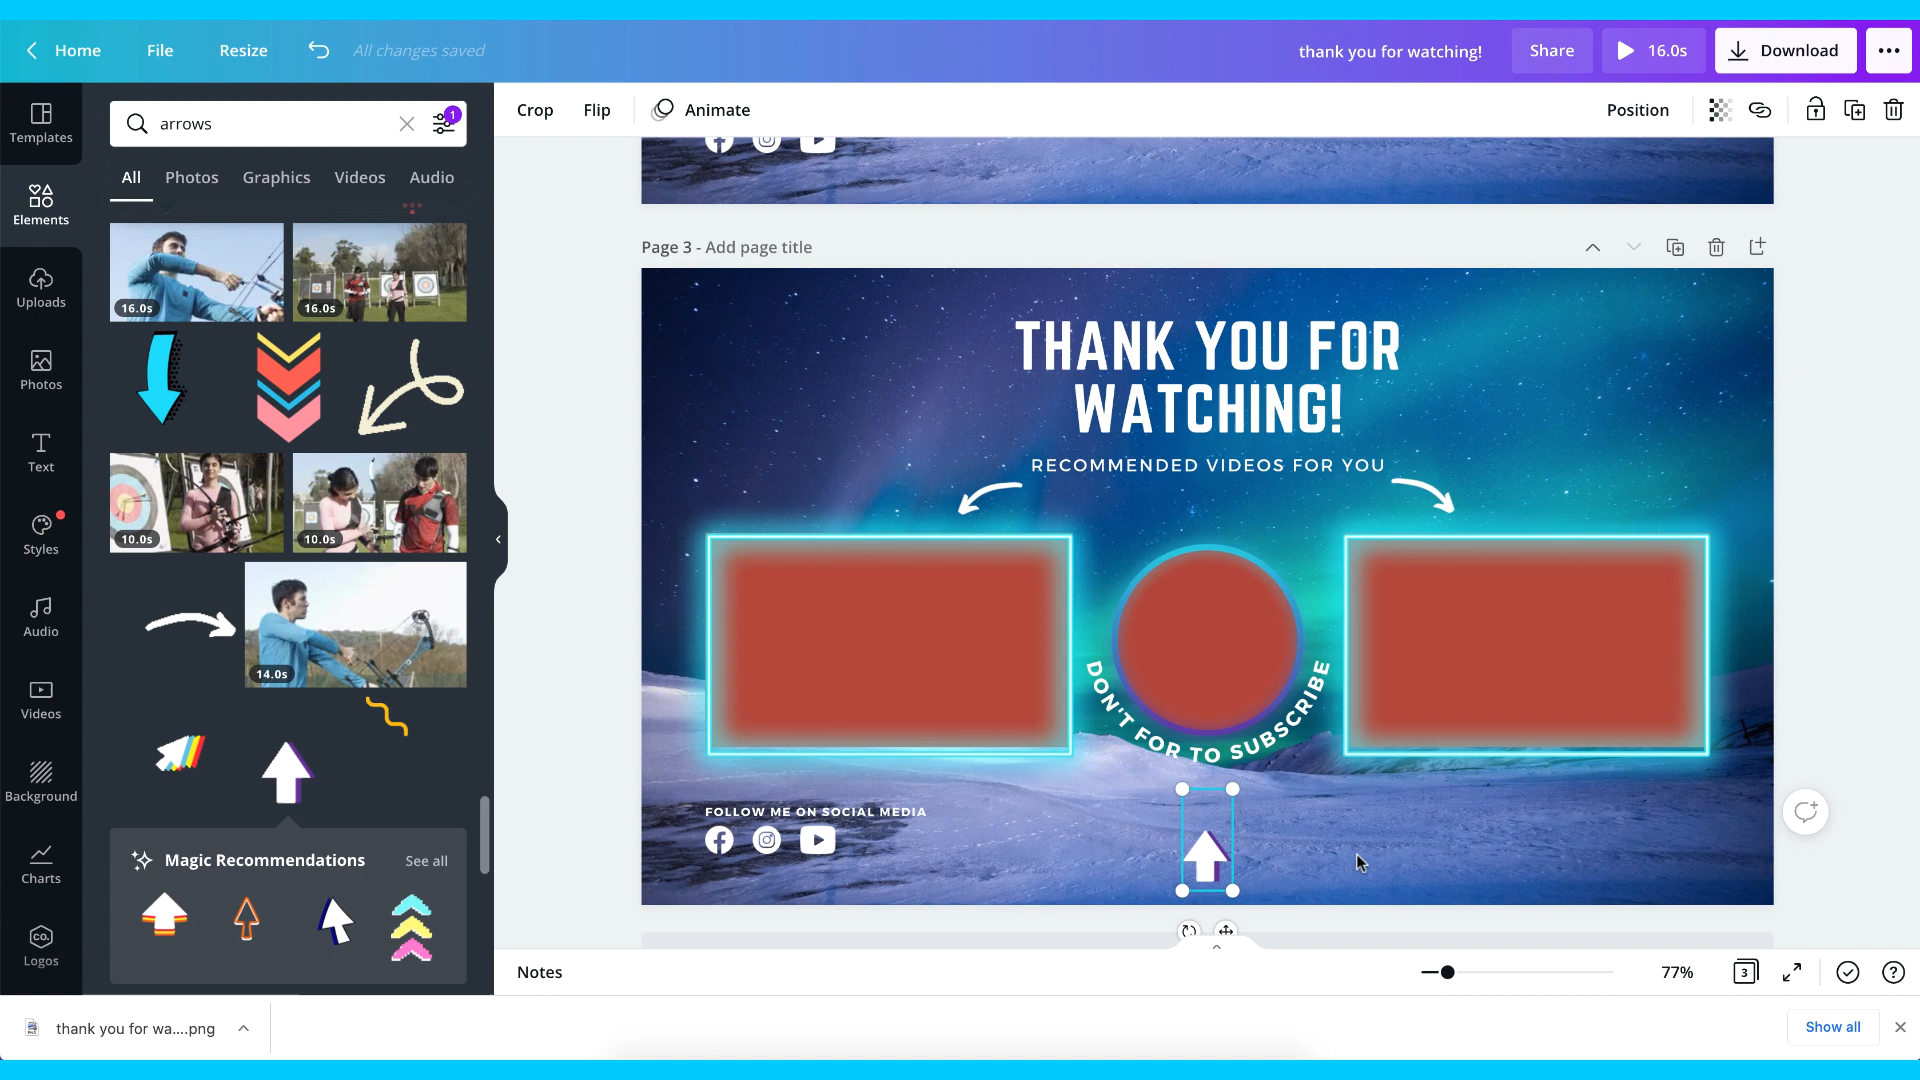 Home
File
Resize
All changes saved
thank you for watching!
Share
16.0s
Download
Templates
Elements
Uploads
Photos
Text
Styles
Audio
Videos
Background
Charts
CO.
Logos
arrows
1
All
Photos
Graphics
Videos
Audio
16.0s
16.0s
10.0s
10.0s
14.0s
Magic Recommendations
See all
Crop
Flip
Animate
Position
Page 3 - Add page title
THANK YOU FOR
WATCHING!
RECOMMENDED VIDEOS FOR YOU
DON'T FOR TO SUBSCRIBE
FOLLOW ME ON SOCIAL MEDIA
Notes
77%
3
thank you for wa....png
Show all